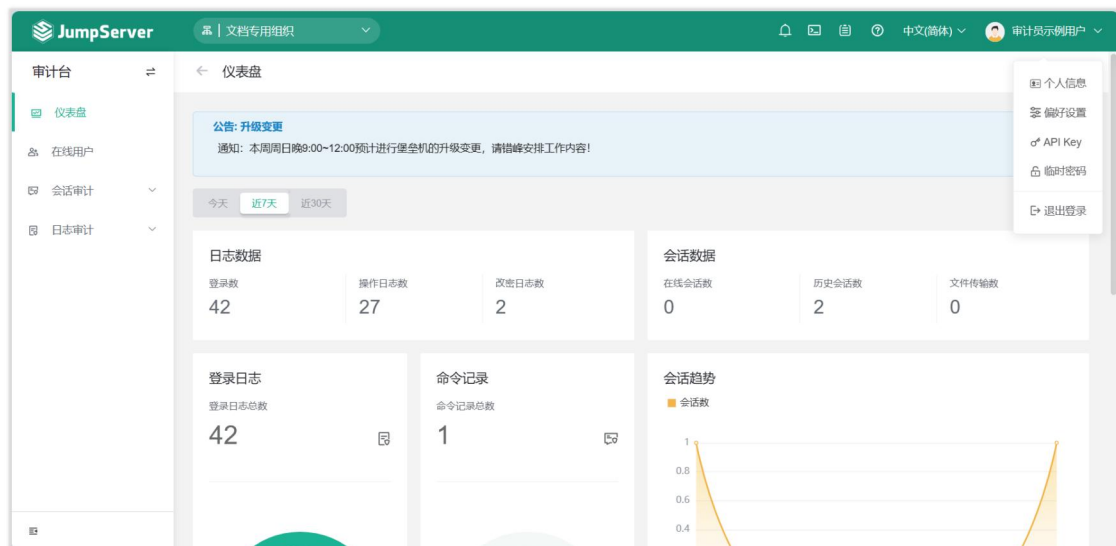 JumpServer
文档专用组织
中文(简体)
审计员示例用户
审计台
仪表盘
个人信息
偏好设置
API Key
临时密码
退出登录
仪表盘
在线用户
会话审计
日志审计
公告: 升级变更
通知：本周周日晚9:00~12:00预计进行堡垒机的升级变更，请错峰安排工作内容！
今天 近7天 近30天
日志数据
登录数 操作日志数 改密日志数
42 27 2
会话数据
在线会话数 历史会话数 文件传输数
0 2 0
登录日志
登录日志总数
42
命令记录
命令记录总数
1
会话趋势
会话数
1
0.8
0.6
0.4